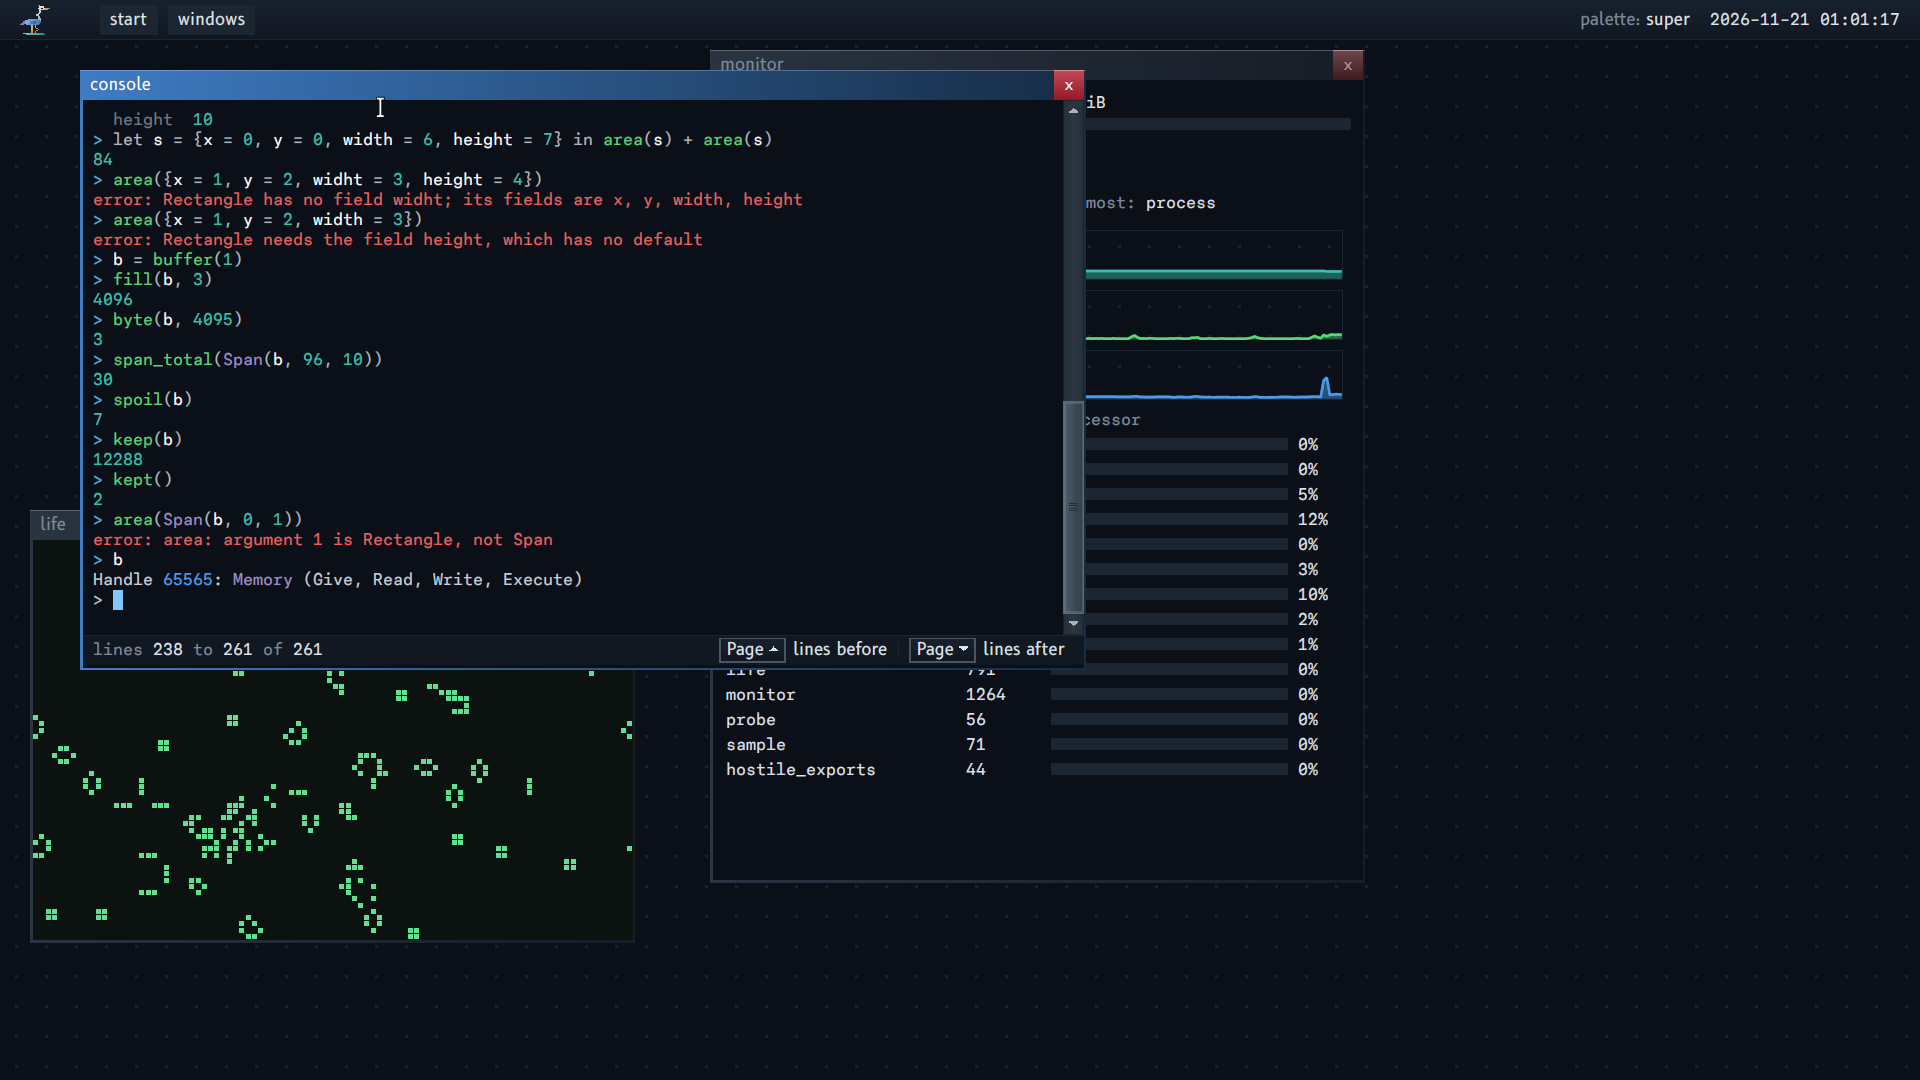 start windows palette: super 2026-11-21 01:01:17
monitor x
console x
height 10
> let s = {x = 0, y = 0, width = 6, height = 7} in area(s) + area(s)
84
> area({x = 1, y = 2, widht = 3, height = 4})
error: Rectangle has no field widht; its fields are x, y, width, height
> area({x = 1, y = 2, width = 3})
error: Rectangle needs the field height, which has no default
> b = buffer(1)
> fill(b, 3)
4096
> byte(b, 4095)
3
> span_total(Span(b, 96, 10))
30
> spoil(b)
7
> keep(b)
12288
> kept()
2
> area(Span(b, 0, 1))
error: area: argument 1 is Rectangle, not Span
> b
Handle 65565: Memory (Give, Read, Write, Execute)
>
lines 238 to 261 of 261 Page lines before Page lines after
iB
most: process
cessor
0%
0%
5%
12%
0%
3%
10%
2%
1%
life 791 0%
monitor 1264 0%
probe 56 0%
sample 71 0%
hostile_exports 44 0%
life